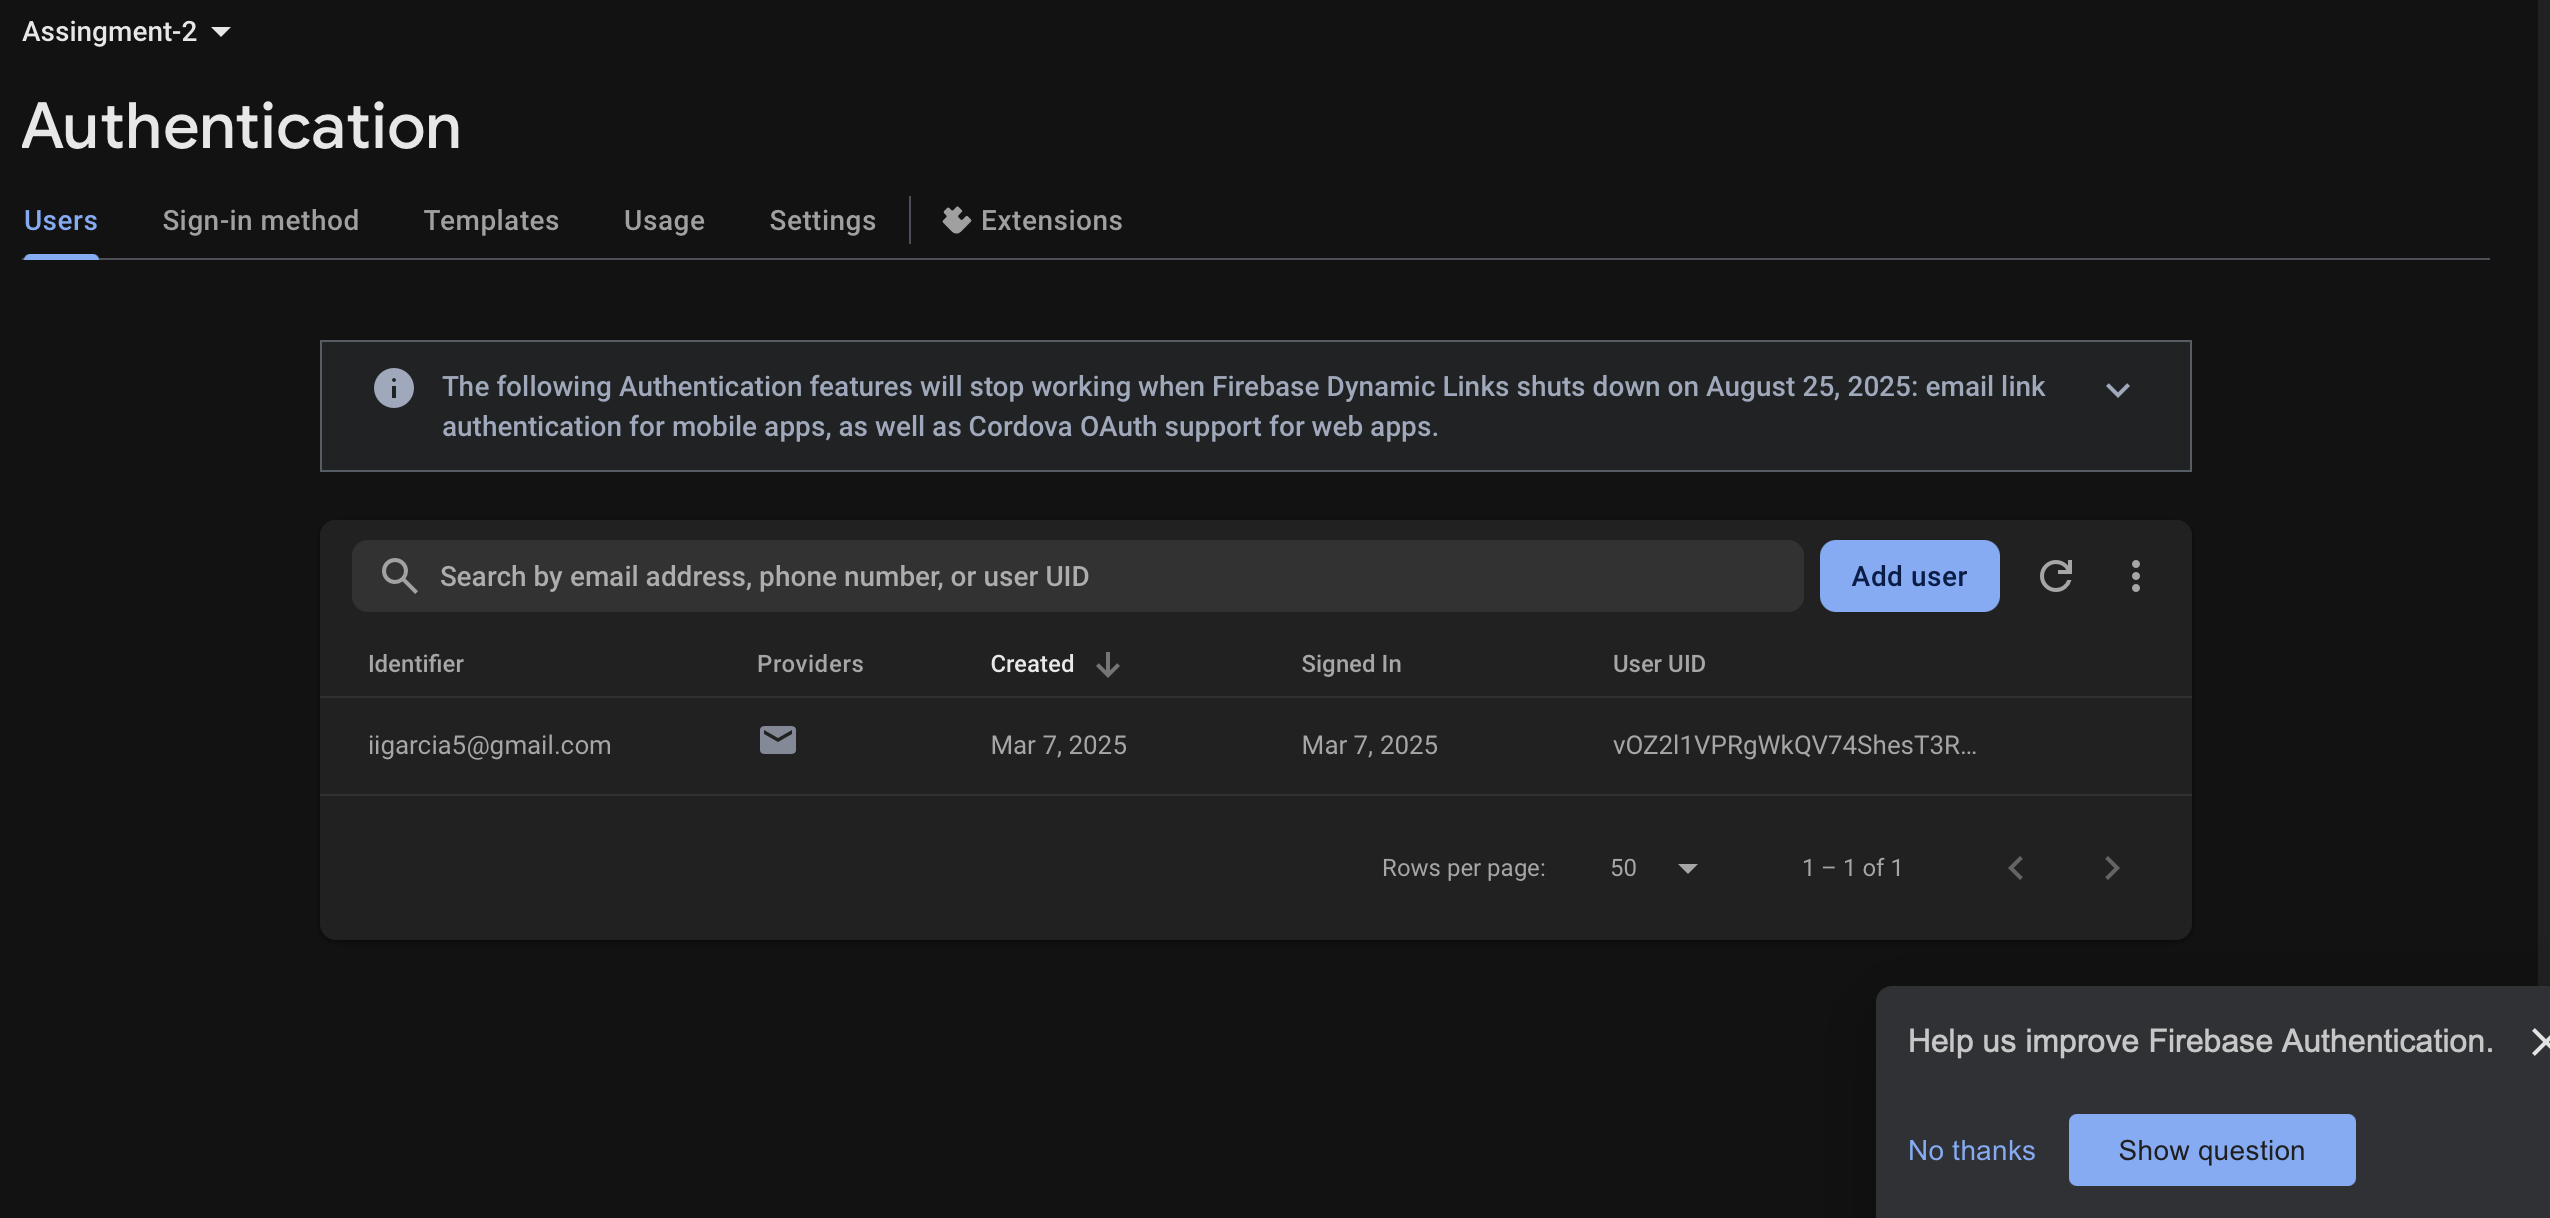 Assingment-2
Authentication
Users Sign-in method Templates Usage Settings Extensions
The following Authentication features will stop working when Firebase Dynamic Links shuts down on August 25, 2025: email link
authentication for mobile apps, as well as Cordova OAuth support for web apps.
Search by email address, phone number, or user UID Add user
Identifier Providers Created Signed In User UID
iigarcia5@gmail.com Mar 7, 2025 Mar 7, 2025 vOZ2l1VPRgWkQV74ShesT3R...
Rows per page: 50 1 – 1 of 1
Help us improve Firebase Authentication.
No thanks Show question